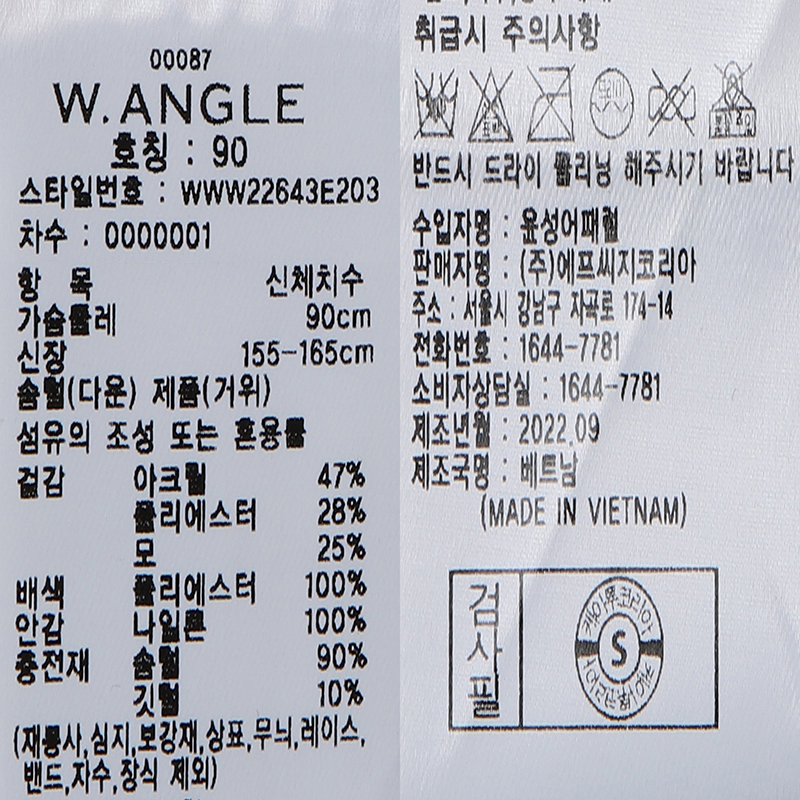 00087
W.ANGLE
호칭 : 90
스타일번호 : WWW22643E203
차수 : 0000001
항 목 신체치수
가슴둘레 90cm
신장 155-165cm
솜털(다운) 제품(거위)
섬유의 조성 또는 혼용률
겉감 아크릴 47%
폴리에스터 28%
모 25%
배색 폴리에스터 100%
안감 나일론 100%
충전재 솜털 90%
깃털 10%
(재봉사,심지,보강재,상표,무늬,레이스,
밴드,자수,장식 제외)
취급시 주의사항
반드시 드라이 클리닝 해주시기 바랍니다
수입자명 : 윤성어패럴
판매자명 : (주)에프씨지코리아
주소 : 서울시 강남구 자곡로 174-14
전화번호 : 1644-7781
소비자상담실 : 1644-7781
제조년월 : 2022.09
제조국명 : 베트남
(MADE IN VIETNAM)
검사필
S